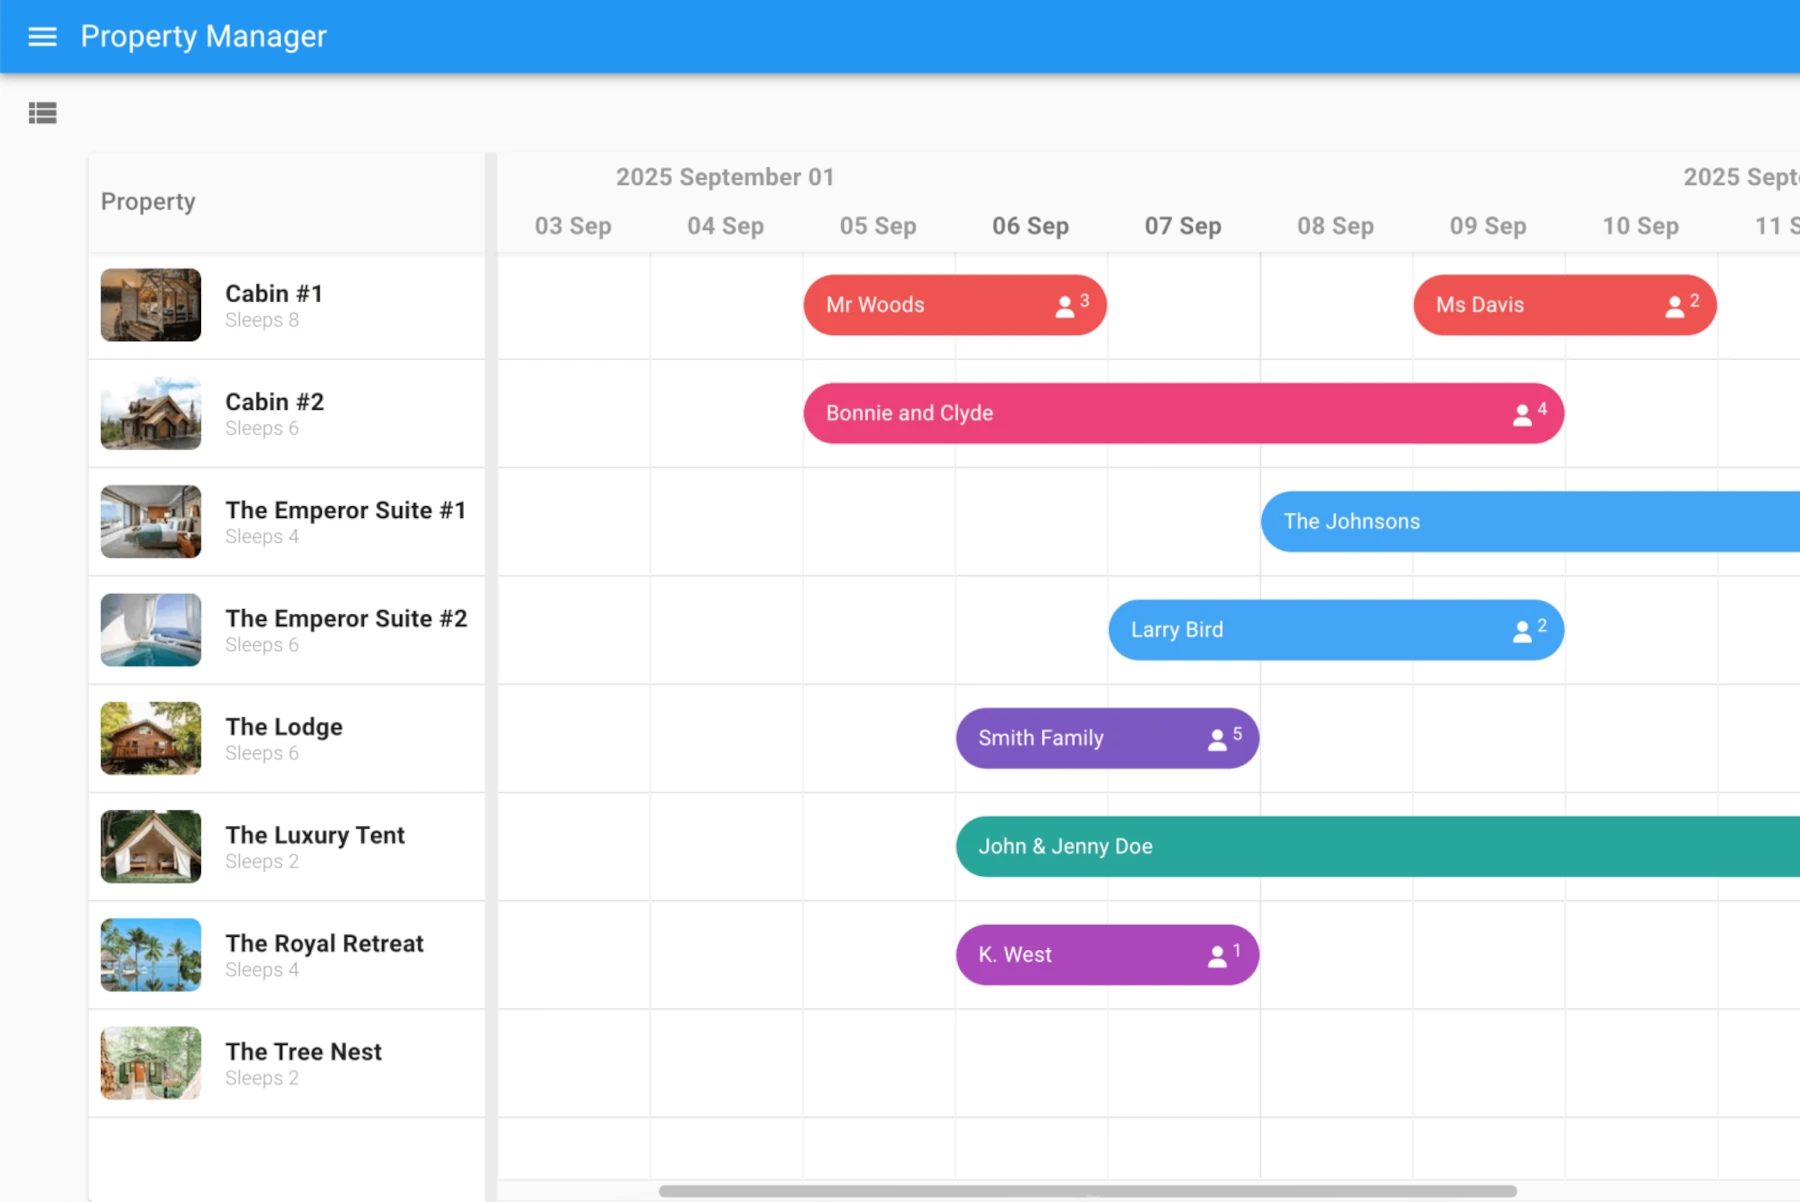 Property Manager
2025 September 01
2025 Sept
Property
03 Sep 04 Sep 05 Sep 06 Sep 07 Sep 08 Sep 09 Sep 10 Sep 11 S
Cabin #1
Sleeps 8
Mr Woods 3
Ms Davis 2
Cabin #2
Sleeps 6
Bonnie and Clyde 4
The Emperor Suite #1
Sleeps 4
The Johnsons
The Emperor Suite #2
Sleeps 6
Larry Bird 2
The Lodge
Sleeps 6
Smith Family 5
The Luxury Tent
Sleeps 2
John & Jenny Doe
The Royal Retreat
Sleeps 4
K. West 1
The Tree Nest
Sleeps 2